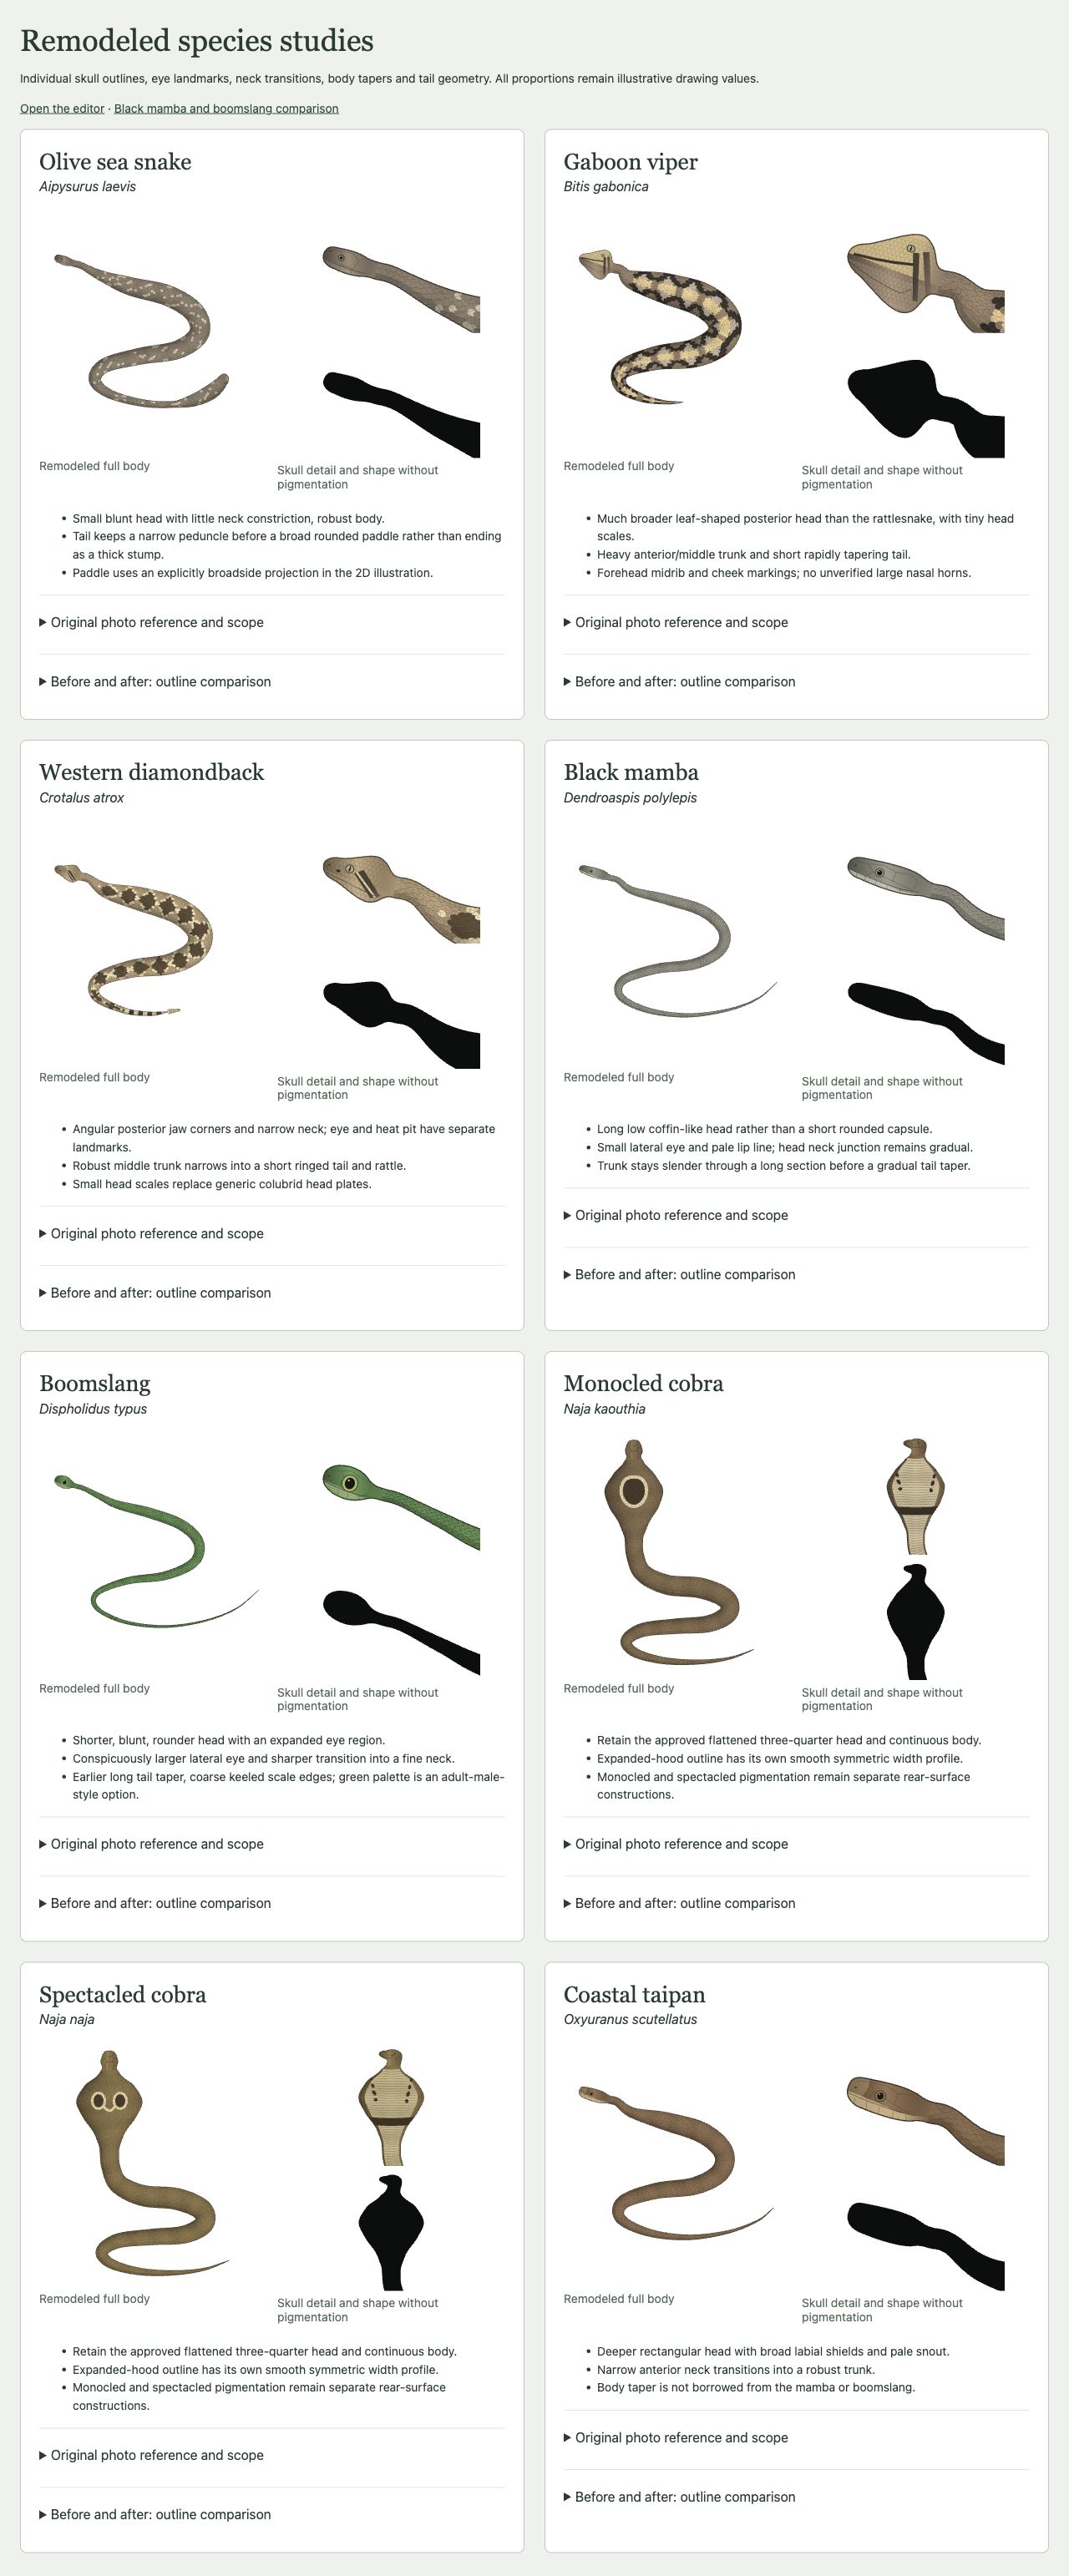 Remodeled species studies
Individual skull outlines, eye landmarks, neck transitions, body tapers and tail geometry. All proportions remain illustrative drawing values.
Open the editor · Black mamba and boomslang comparison
Olive sea snake
Aipysurus laevis
Remodeled full body
Skull detail and shape without
pigmentation
• Small blunt head with little neck constriction, robust body.
• Tail keeps a narrow peduncle before a broad rounded paddle rather than ending
as a thick stump.
• Paddle uses an explicitly broadside projection in the 2D illustration.
▶ Original photo reference and scope
▶ Before and after: outline comparison
Gaboon viper
Bitis gabonica
Remodeled full body
Skull detail and shape without
pigmentation
• Much broader leaf-shaped posterior head than the rattlesnake, with tiny head
scales.
• Heavy anterior/middle trunk and short rapidly tapering tail.
• Forehead midrib and cheek markings; no unverified large nasal horns.
▶ Original photo reference and scope
▶ Before and after: outline comparison
Western diamondback
Crotalus atrox
Remodeled full body
Skull detail and shape without
pigmentation
• Angular posterior jaw corners and narrow neck; eye and heat pit have separate
landmarks.
• Robust middle trunk narrows into a short ringed tail and rattle.
• Small head scales replace generic colubrid head plates.
▶ Original photo reference and scope
▶ Before and after: outline comparison
Black mamba
Dendroaspis polylepis
Remodeled full body
Skull detail and shape without
pigmentation
• Long low coffin-like head rather than a short rounded capsule.
• Small lateral eye and pale lip line; head neck junction remains gradual.
• Trunk stays slender through a long section before a gradual tail taper.
▶ Original photo reference and scope
▶ Before and after: outline comparison
Boomslang
Dispholidus typus
Remodeled full body
Skull detail and shape without
pigmentation
• Shorter, blunt, rounder head with an expanded eye region.
• Conspicuously larger lateral eye and sharper transition into a fine neck.
• Earlier long tail taper, coarse keeled scale edges; green palette is an adult-male-
style option.
▶ Original photo reference and scope
▶ Before and after: outline comparison
Monocled cobra
Naja kaouthia
Remodeled full body
Skull detail and shape without
pigmentation
• Retain the approved flattened three-quarter head and continuous body.
• Expanded-hood outline has its own smooth symmetric width profile.
• Monocled and spectacled pigmentation remain separate rear-surface
constructions.
▶ Original photo reference and scope
▶ Before and after: outline comparison
Spectacled cobra
Naja naja
Remodeled full body
Skull detail and shape without
pigmentation
• Retain the approved flattened three-quarter head and continuous body.
• Expanded-hood outline has its own smooth symmetric width profile.
• Monocled and spectacled pigmentation remain separate rear-surface
constructions.
▶ Original photo reference and scope
▶ Before and after: outline comparison
Coastal taipan
Oxyuranus scutellatus
Remodeled full body
Skull detail and shape without
pigmentation
• Deeper rectangular head with broad labial shields and pale snout.
• Narrow anterior neck transitions into a robust trunk.
• Body taper is not borrowed from the mamba or boomslang.
▶ Original photo reference and scope
▶ Before and after: outline comparison